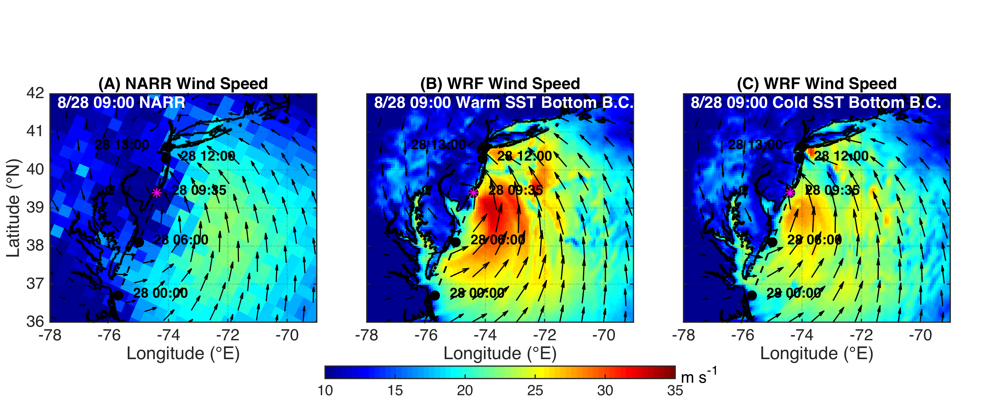 (A) NARR Wind Speed
8/28 09:00 NARR
28 13:00
28 12:00
28 09:35
28 06:00
28 00:00
42
41
40
39
38
37
36
Latitude (°N)
-78 -76 -74 -72 -70
Longitude (°E)
(B) WRF Wind Speed
8/28 09:00 Warm SST Bottom B.C.
28 13:00
28 12:00
28 09:35
28 06:00
28 00:00
-78 -76 -74 -72 -70
Longitude (°E)
(C) WRF Wind Speed
8/28 09:00 Cold SST Bottom B.C.
28 13:00
28 12:00
28 09:35
28 06:00
28 00:00
-78 -76 -74 -72 -70
Longitude (°E)
10 15 20 25 30 35
m s⁻¹